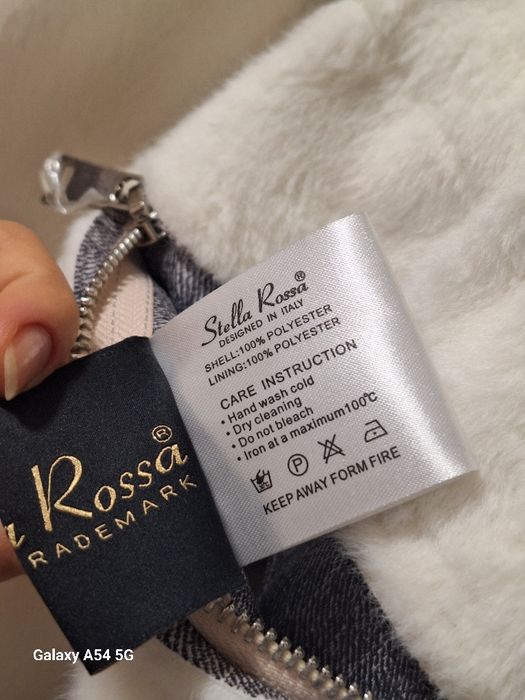 Stella Rossa®
DESIGNED IN ITALY
SHELL:100% POLYESTER
LINING:100% POLYESTER
CARE INSTRUCTION
• Hand wash cold
• Dry cleaning
• Do not bleach
• Iron at a maximum100℃
P
KEEP AWAY FORM FIRE
a Rossa®
RADEMARK
Galaxy A54 5G